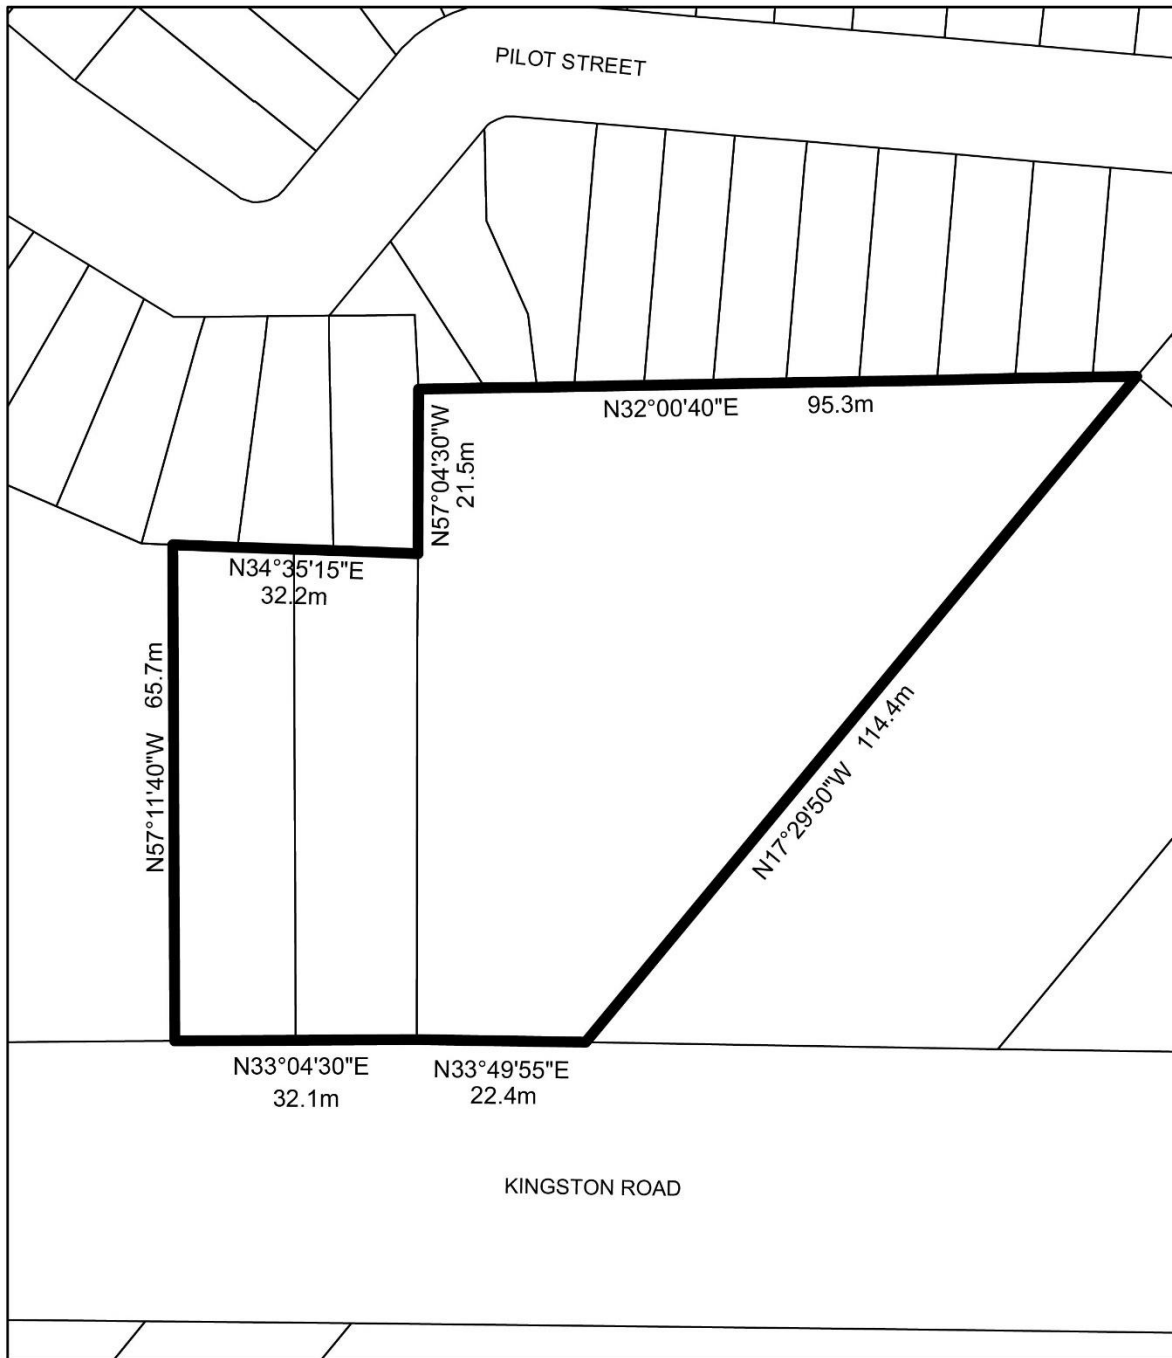 PILOT STREET
N32°00'40"E 95.3m
N57°04'30"W
21.5m
N34°35'15"E
32.2m
N57°11'40"W 65.7m
N17°29'50"W 114.4m
N33°04'30"E
32.1m
N33°49'55"E
22.4m
KINGSTON ROAD